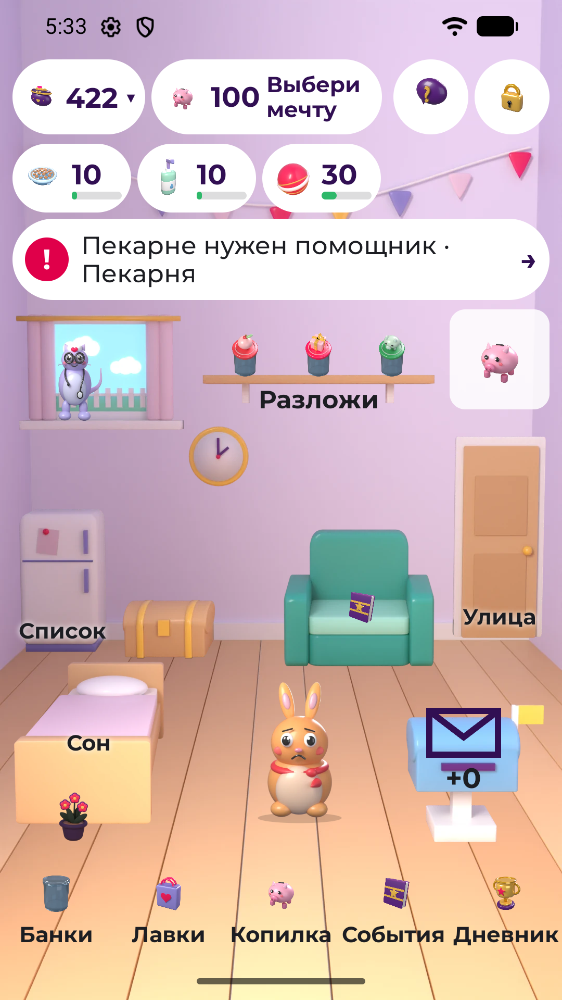 5:33
422 ▾
100
Выбери
мечту
10
10
30
Пекарне нужен помощник ·
Пекарня
→
Разложи
Список
Улица
Сон
+0
Банки
Лавки
Копилка
События
Дневник